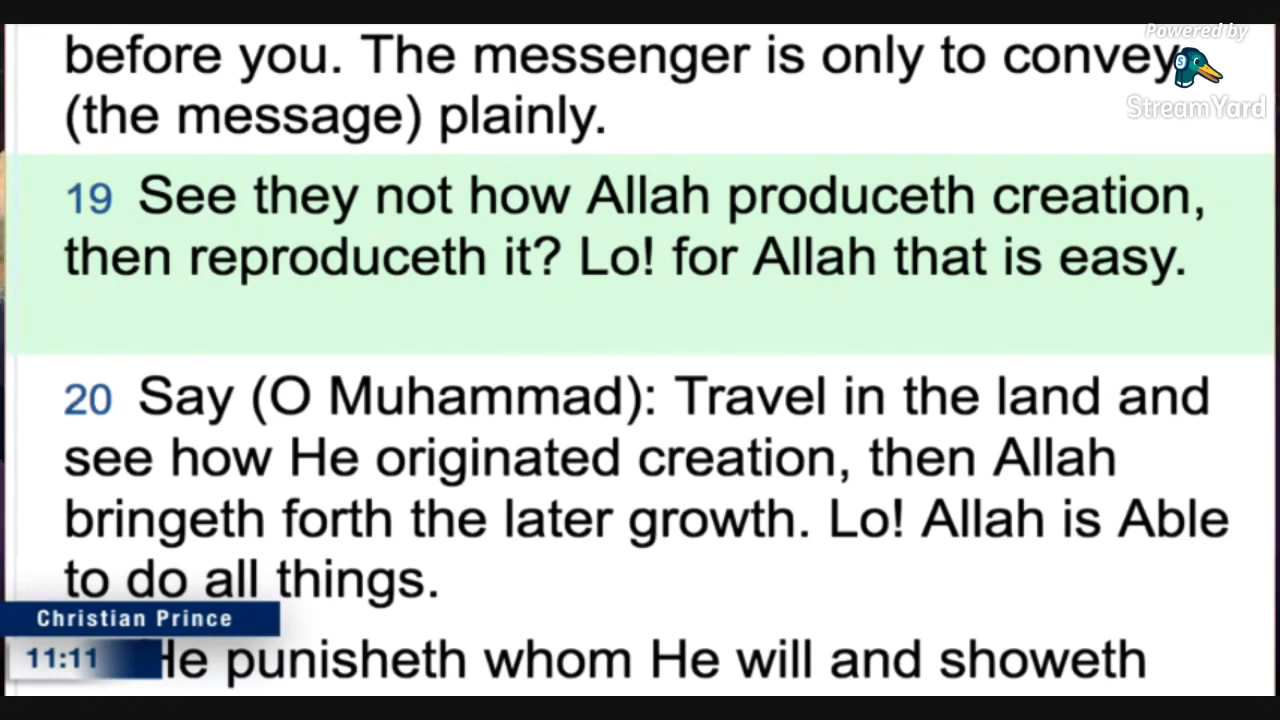 Powered by
StreamYard
before you. The messenger is only to convey
(the message) plainly.
19 See they not how Allah produceth creation,
then reproduceth it? Lo! for Allah that is easy.
20 Say (O Muhammad): Travel in the land and
see how He originated creation, then Allah
bringeth forth the later growth. Lo! Allah is Able
to do all things.
Christian Prince
11:11
He punisheth whom He will and showeth